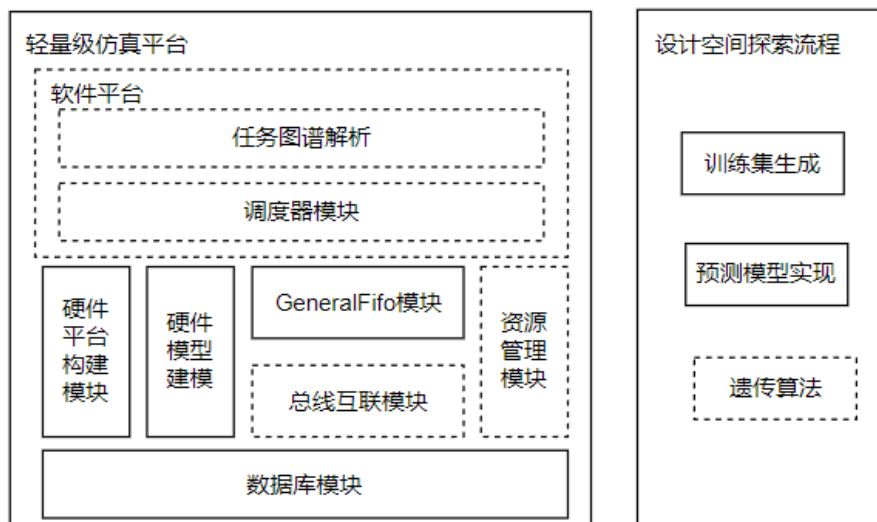 轻量级仿真平台
软件平台
任务图谱解析
调度器模块
硬件
平台
构建
模块
硬件
模型
建模
GeneralFifo模块
总线互联模块
资源
管理
模块
数据库模块
设计空间探索流程
训练集生成
预测模型实现
遗传算法